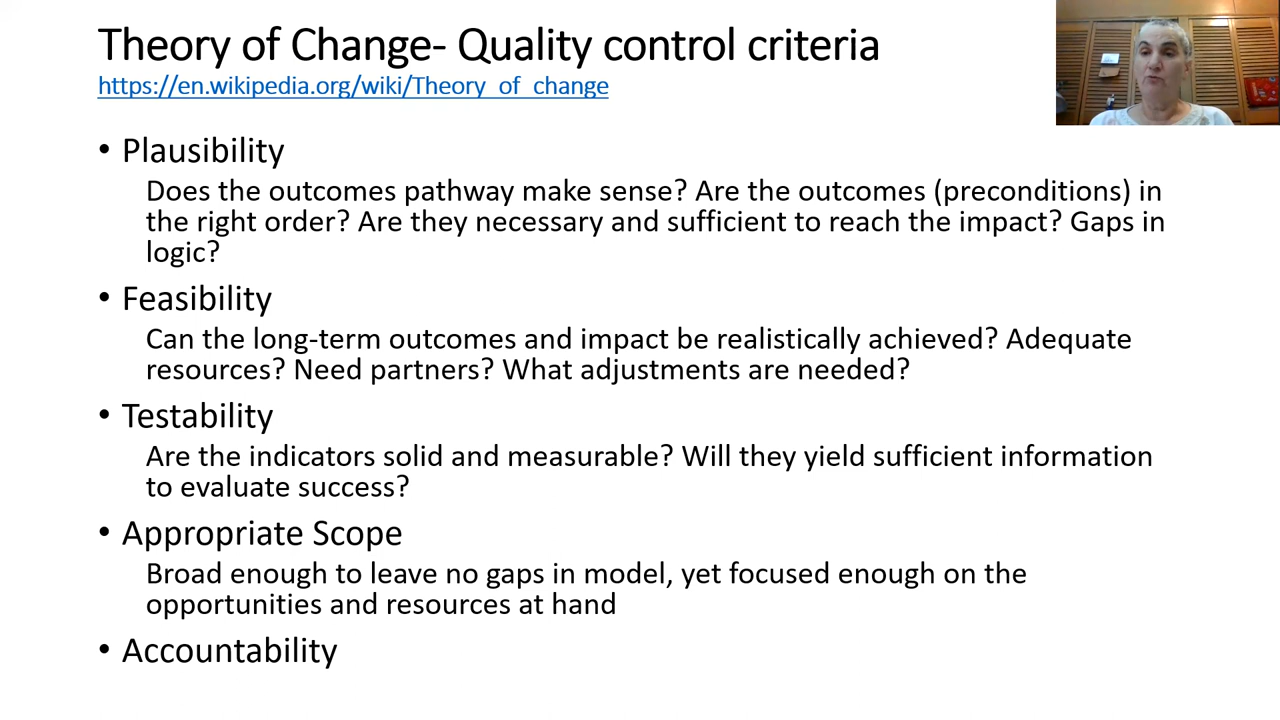 Theory of Change- Quality control criteria
https://en.wikipedia.org/wiki/Theory_of_change
• Plausibility
Does the outcomes pathway make sense? Are the outcomes (preconditions) in
the right order? Are they necessary and sufficient to reach the impact? Gaps in
logic?
• Feasibility
Can the long-term outcomes and impact be realistically achieved? Adequate
resources? Need partners? What adjustments are needed?
• Testability
Are the indicators solid and measurable? Will they yield sufficient information
to evaluate success?
• Appropriate Scope
Broad enough to leave no gaps in model, yet focused enough on the
opportunities and resources at hand
• Accountability